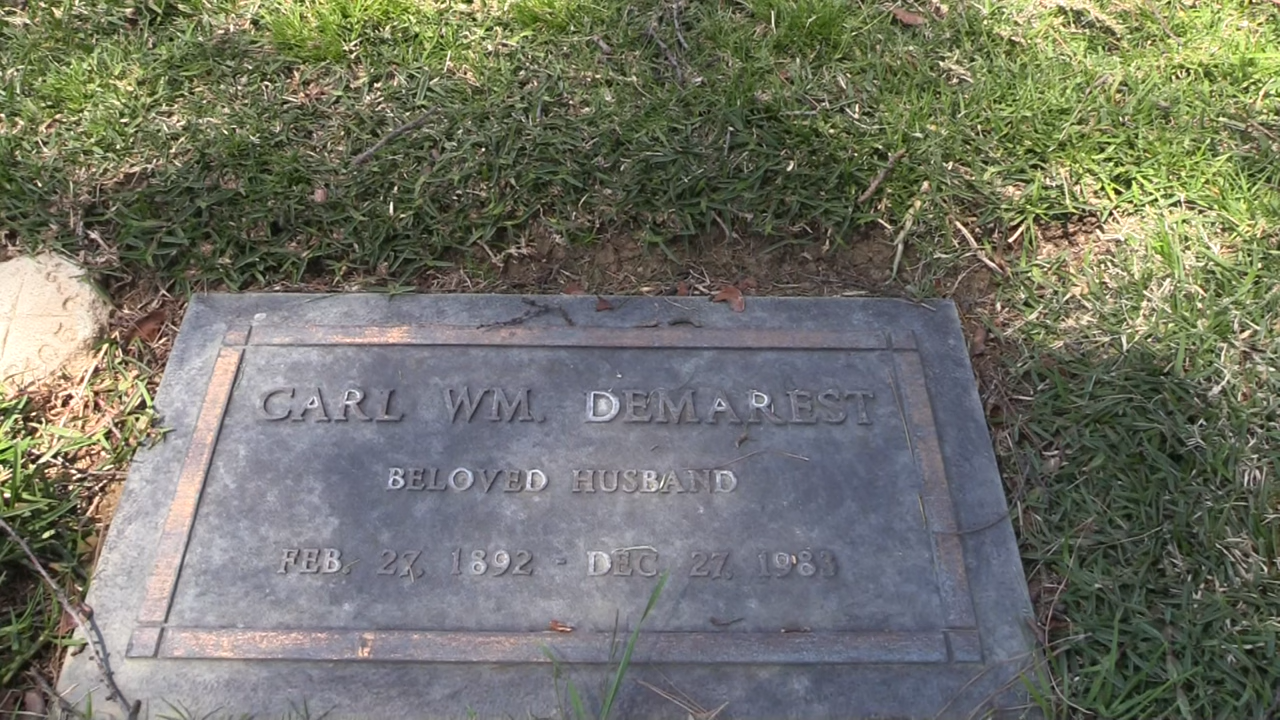 CARL WM. DEMAREST
BELOVED HUSBAND
FEB. 27, 1892 - DEC. 27, 1983